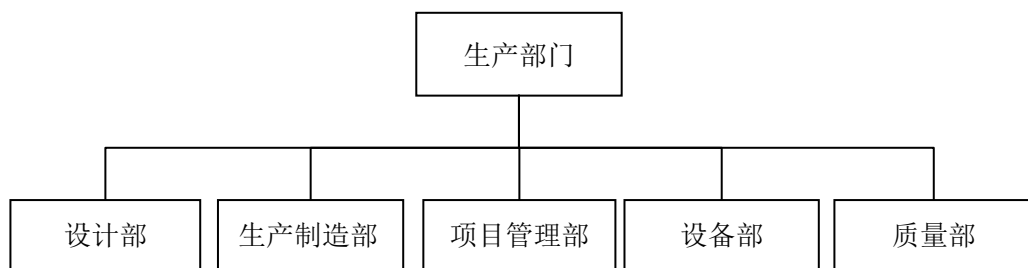 生产部门
设计部
生产制造部
项目管理部
设备部
质量部